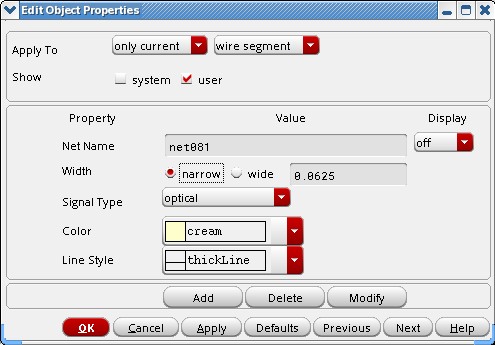 Edit Object Properties
Apply To only current wire segment
Show system user
Property Value Display
Net Name net081 off
Width narrow wide 0.0625
Signal Type optical
Color cream
Line Style thickLine
Add Delete Modify
OK Cancel Apply Defaults Previous Next Help